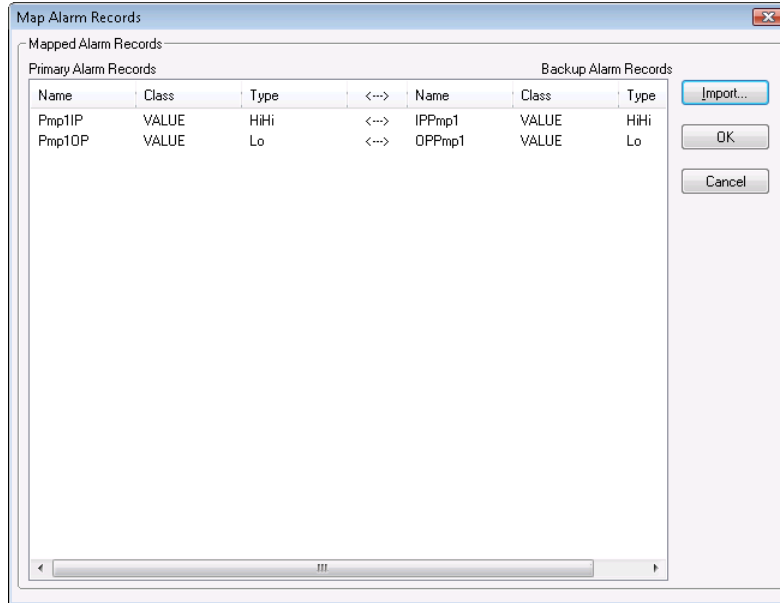 Map Alarm Records
Mapped Alarm Records
Primary Alarm Records Backup Alarm Records
Name Class Type <---> Name Class Type
Pmp1IP VALUE HiHi <---> IPPmp1 VALUE HiHi
Pmp1OP VALUE Lo <---> OPPmp1 VALUE Lo
Import...
OK
Cancel